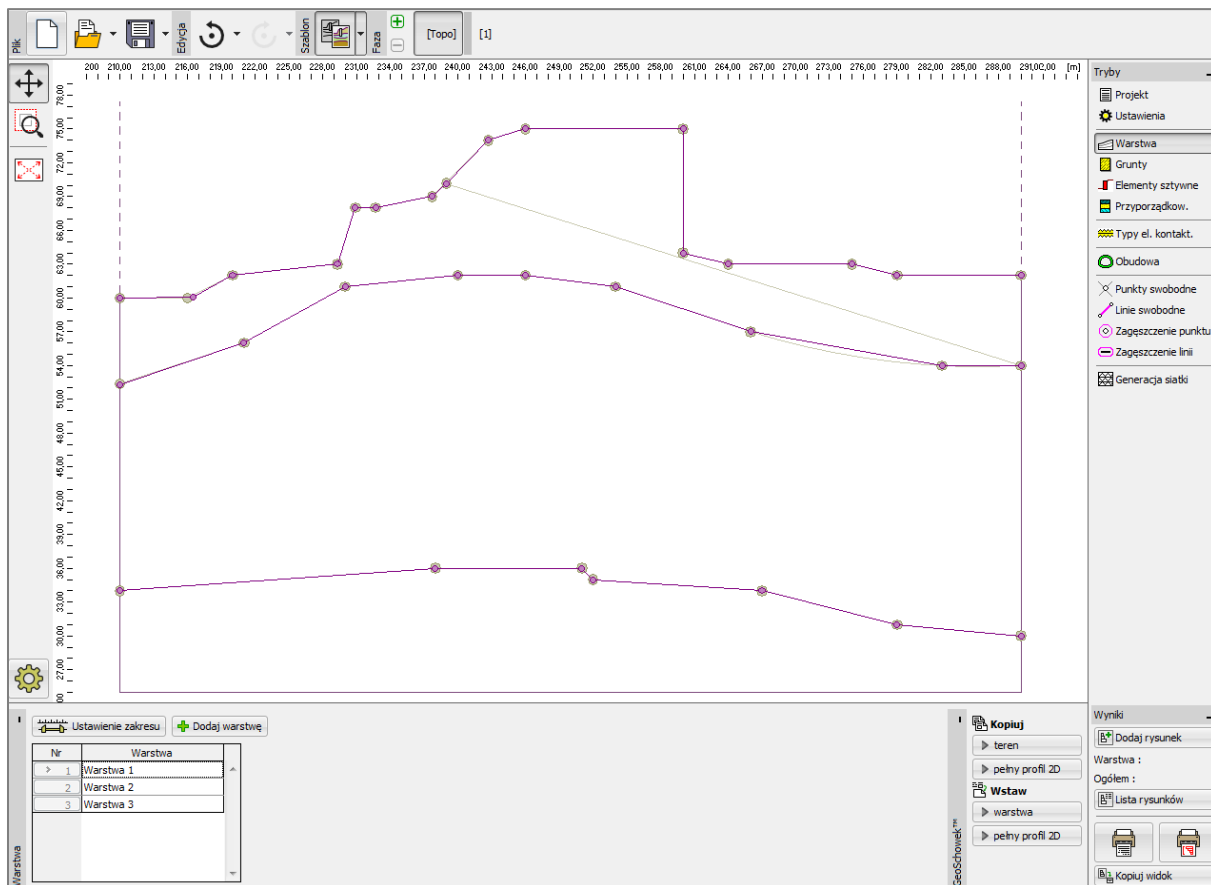 Plik
Edycja
Szablon
Faza
[Topo]
[1]
200 210,00 213,00 216,00 219,00 222,00 225,00 228,00 231,00 234,00 237,00 240,00 243,00 246,00 249,00 252,00 255,00 258,00 261,00 264,00 267,00 270,00 273,00 276,00 279,00 282,00 285,00 288,00 291,02,00 [m]
78,00
75,00
72,00
69,00
66,00
63,00
60,00
57,00
54,00
51,00
48,00
45,00
42,00
39,00
36,00
33,00
30,00
27,00
00
Tryby
Projekt
Ustawienia
Warstwa
Grunty
Elementy sztywne
Przyporządkow.
Typy el. kontakt.
Obudowa
Punkty swobodne
Linie swobodne
Zagęszczenie punktu
Zagęszczenie linii
Generacja siatki
Warstwa
Ustawienie zakresu
Dodaj warstwę
Nr Warstwa
> 1 Warstwa 1
2 Warstwa 2
3 Warstwa 3
GeoSchowek™
Kopiuj
teren
pełny profil 2D
Wstaw
warstwa
pełny profil 2D
Wyniki
Dodaj rysunek
Warstwa :
Ogółem :
Lista rysunków
Kopiuj widok